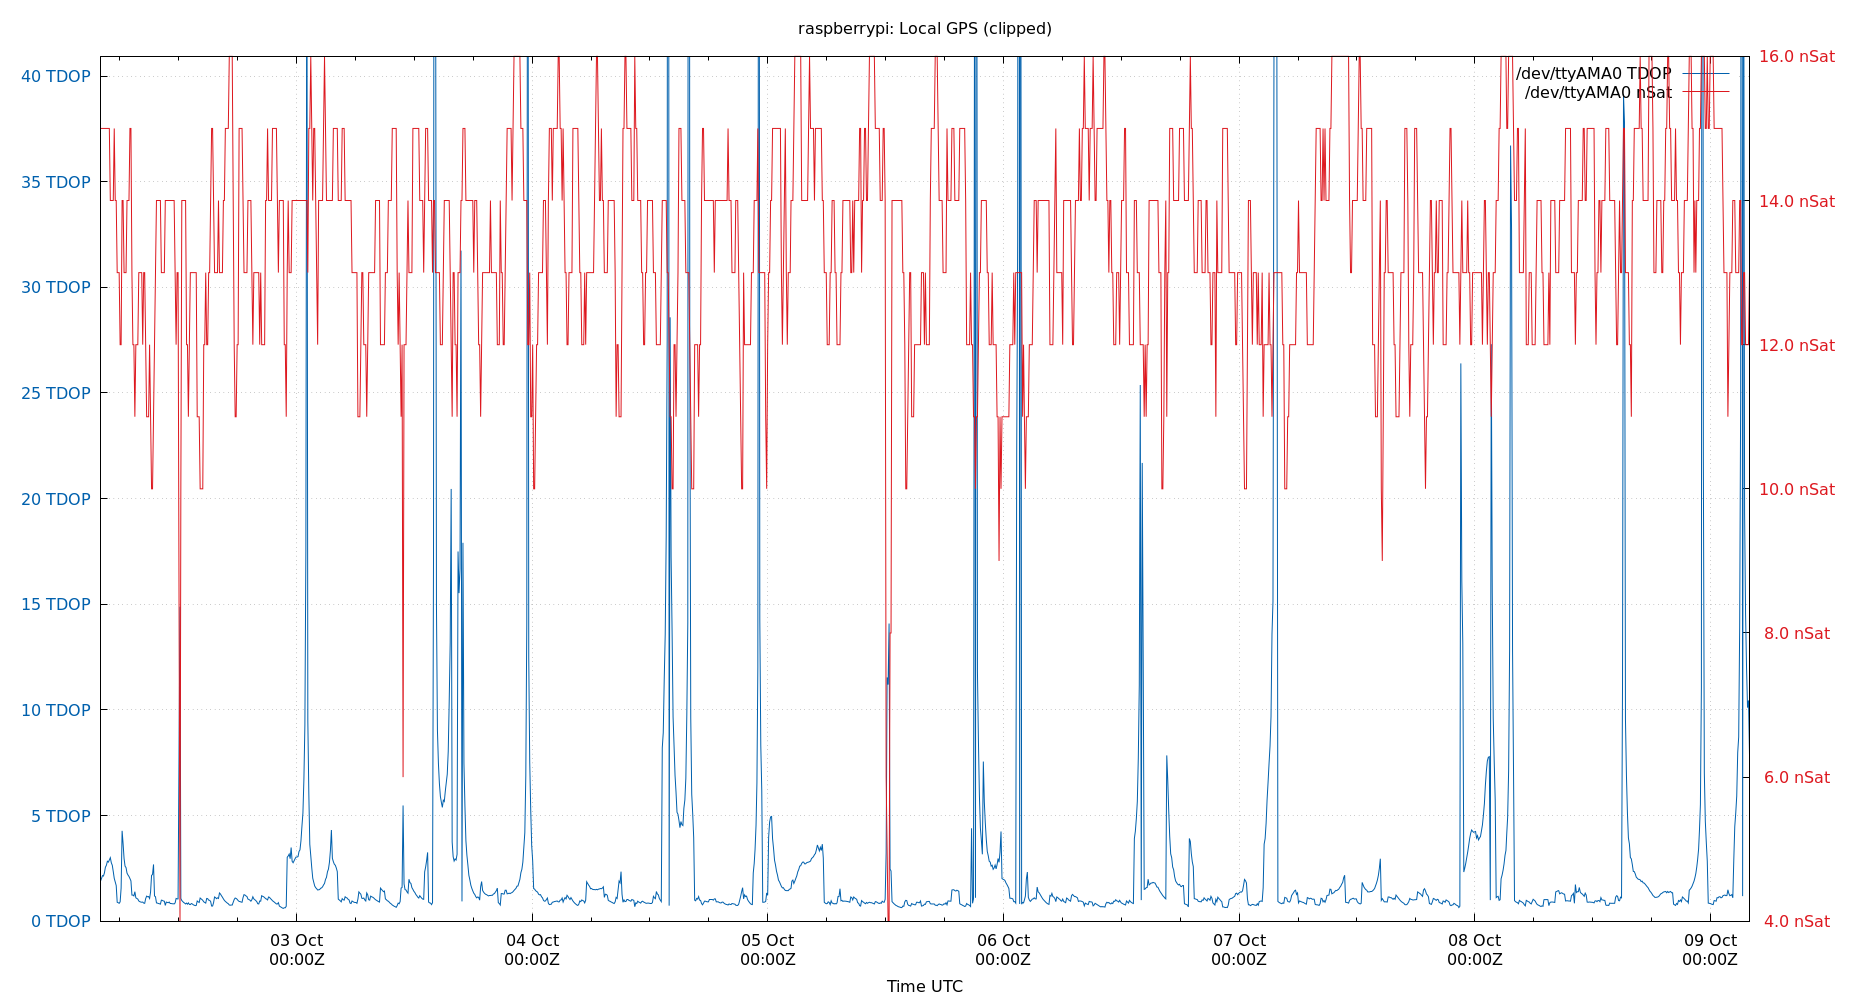 raspberrypi: Local GPS (clipped)
40 TDOP
35 TDOP
30 TDOP
25 TDOP
20 TDOP
15 TDOP
10 TDOP
5 TDOP
0 TDOP
16.0 nSat
14.0 nSat
12.0 nSat
10.0 nSat
8.0 nSat
6.0 nSat
4.0 nSat
/dev/ttyAMA0 TDOP
/dev/ttyAMA0 nSat
03 Oct 04 Oct 05 Oct 06 Oct 07 Oct 08 Oct 09 Oct
00:00Z 00:00Z 00:00Z 00:00Z 00:00Z 00:00Z 00:00Z
Time UTC